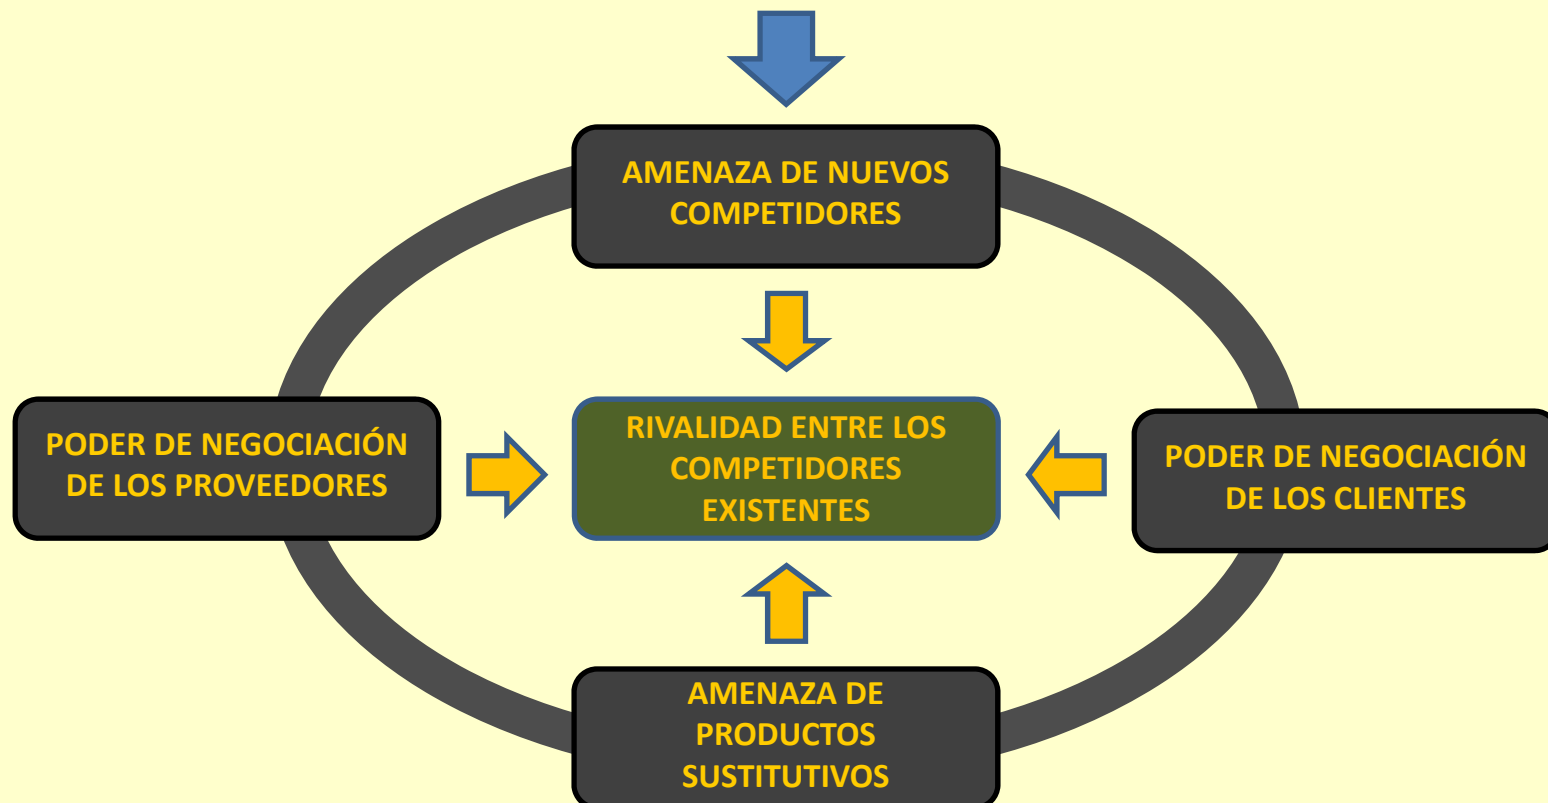 AMENAZA DE NUEVOS
COMPETIDORES
PODER DE NEGOCIACIÓN
DE LOS PROVEEDORES
RIVALIDAD ENTRE LOS
COMPETIDORES
EXISTENTES
PODER DE NEGOCIACIÓN
DE LOS CLIENTES
AMENAZA DE
PRODUCTOS
SUSTITUTIVOS